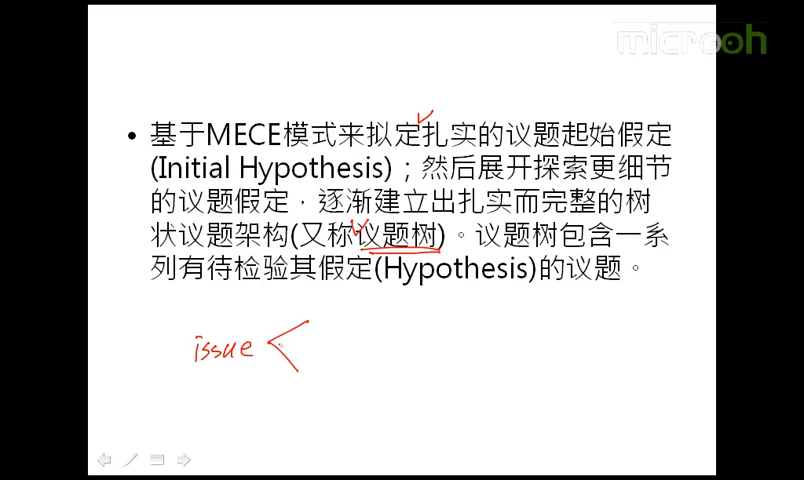 microoh
• 基于MECE模式来拟定扎实的议题起始假定
(Initial Hypothesis)；然后展开探索更细节
的议题假定，逐渐建立出扎实而完整的树
状议题架构(又称议题树)。议题树包含一系
列有待检验其假定(Hypothesis)的议题。
issue